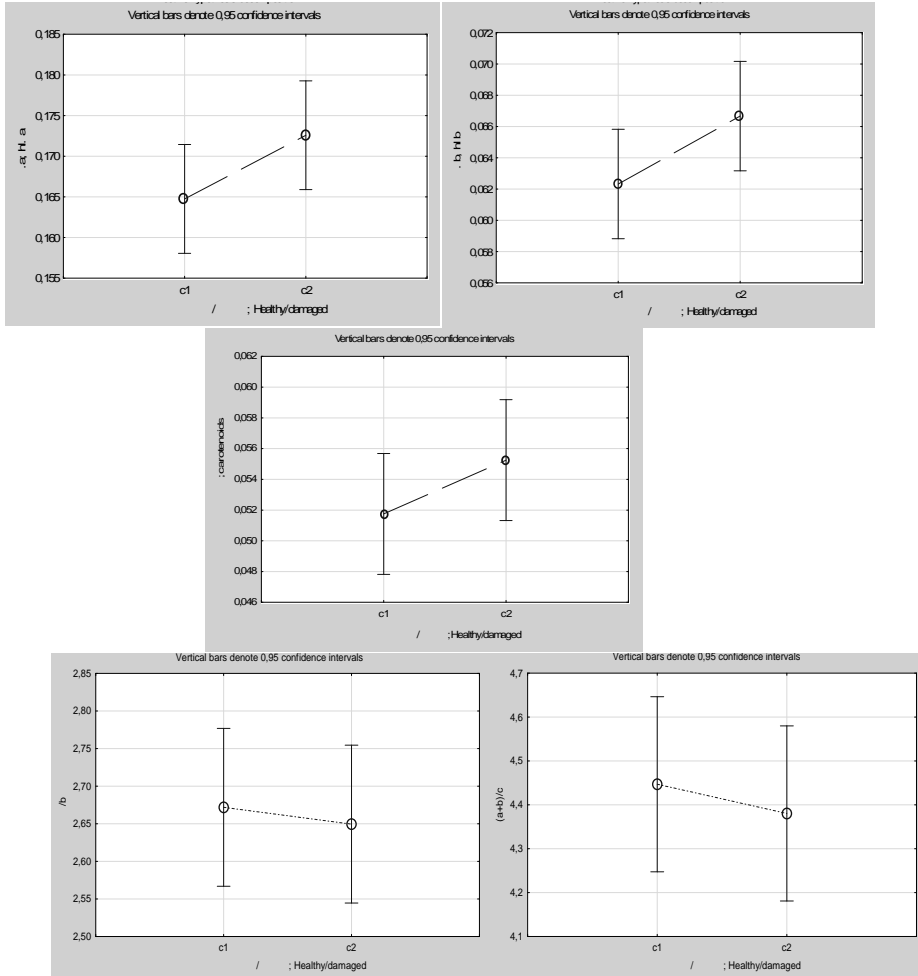 Vertical bars denote 0,95 confidence intervals
0,185
0,180
0,175
0,170
0,165
0,160
0,155
c1 c2
/ ; Healthy/damaged
Vertical bars denote 0,95 confidence intervals
0,072
0,070
0,068
0,066
0,064
0,062
0,060
0,058
0,056
c1 c2
/ ; Healthy/damaged
Vertical bars denote 0,95 confidence intervals
; carotenoids
0,062
0,060
0,058
0,056
0,054
0,052
0,050
0,048
0,046
c1 c2
/ ; Healthy/damaged
Vertical bars denote 0,95 confidence intervals
/b
2,85
2,80
2,75
2,70
2,65
2,60
2,55
2,50
c1 c2
/ ; Healthy/damaged
Vertical bars denote 0,95 confidence intervals
(a+b)/c
4,7
4,6
4,5
4,4
4,3
4,2
4,1
c1 c2
/ ; Healthy/damaged